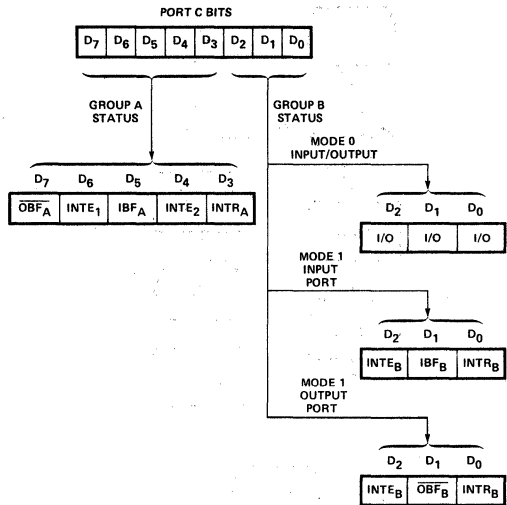 PORT C BITS
D7 D6 D5 D4 D3 D2 D1 D0
GROUP A STATUS
GROUP B STATUS
MODE 0 INPUT/OUTPUT
D7 D6 D5 D4 D3
OBFA INTE1 IBFA INTE2 INTRA
D2 D1 D0
I/O I/O I/O
MODE 1 INPUT PORT
D2 D1 D0
INTEB IBFB INTRB
MODE 1 OUTPUT PORT
D2 D1 D0
INTEB OBFB INTRB